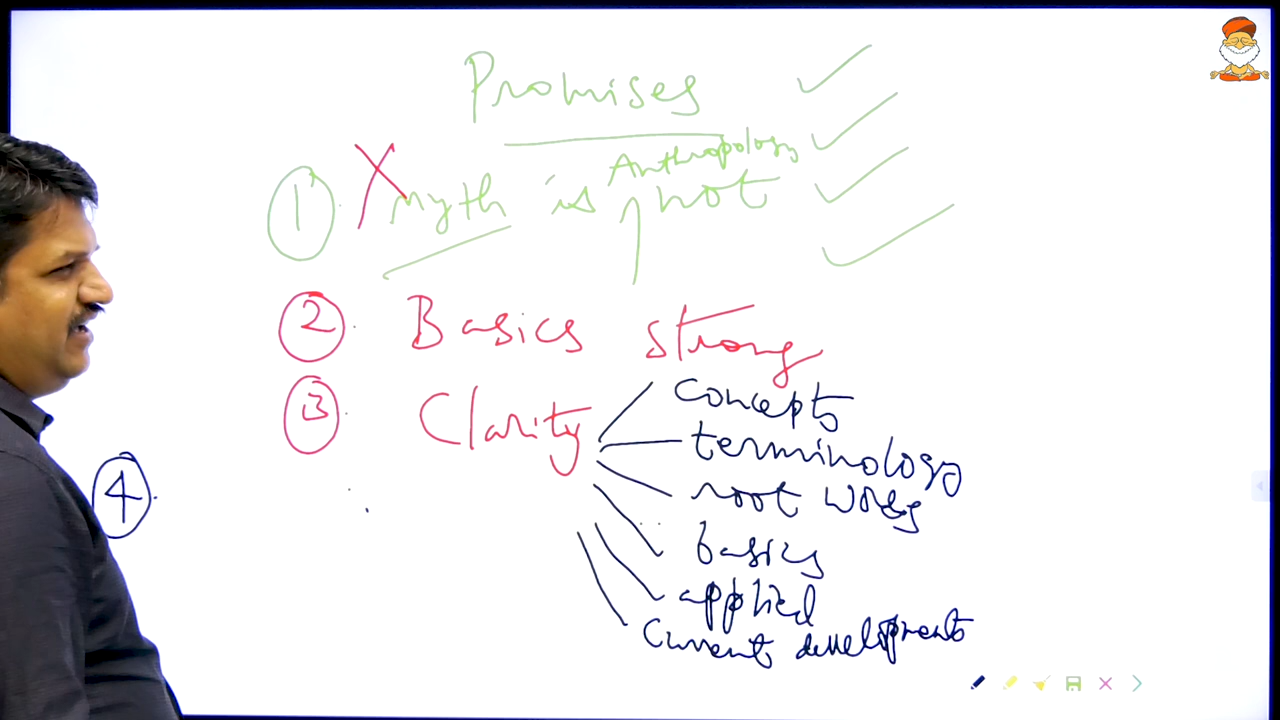 Promises
Anthropology
1 Myth is not
2 Basics strong
3 Clarity
concepts
terminology
root words
basics
applied
Current developments
4